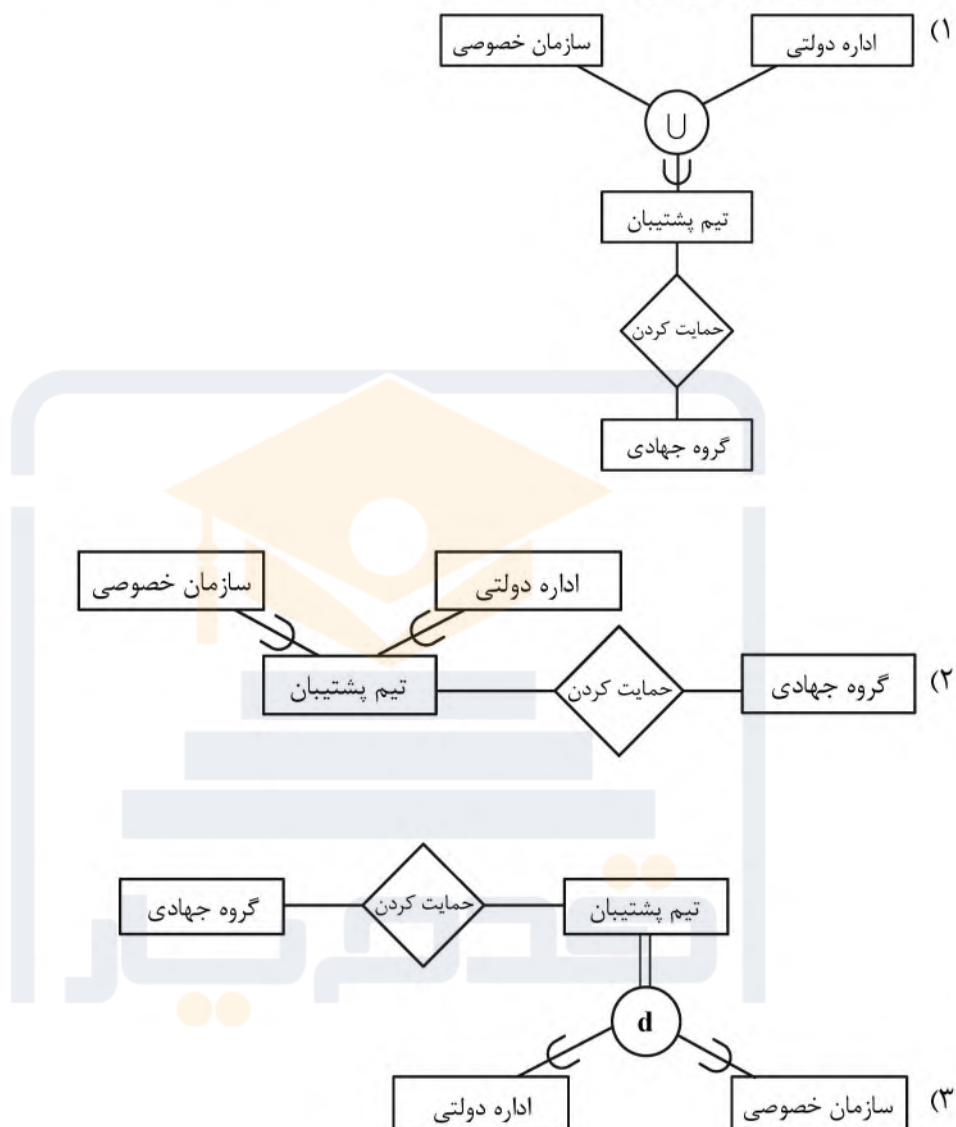 ۱)
اداره دولتی
سازمان خصوصی
U
تیم پشتیبان
حمایت کردن
گروه جهادی
۲)
اداره دولتی
سازمان خصوصی
گروه جهادی
حمایت کردن
تیم پشتیبان
تیم پشتیبان
حمایت کردن
گروه جهادی
d
۳)
سازمان خصوصی
اداره دولتی